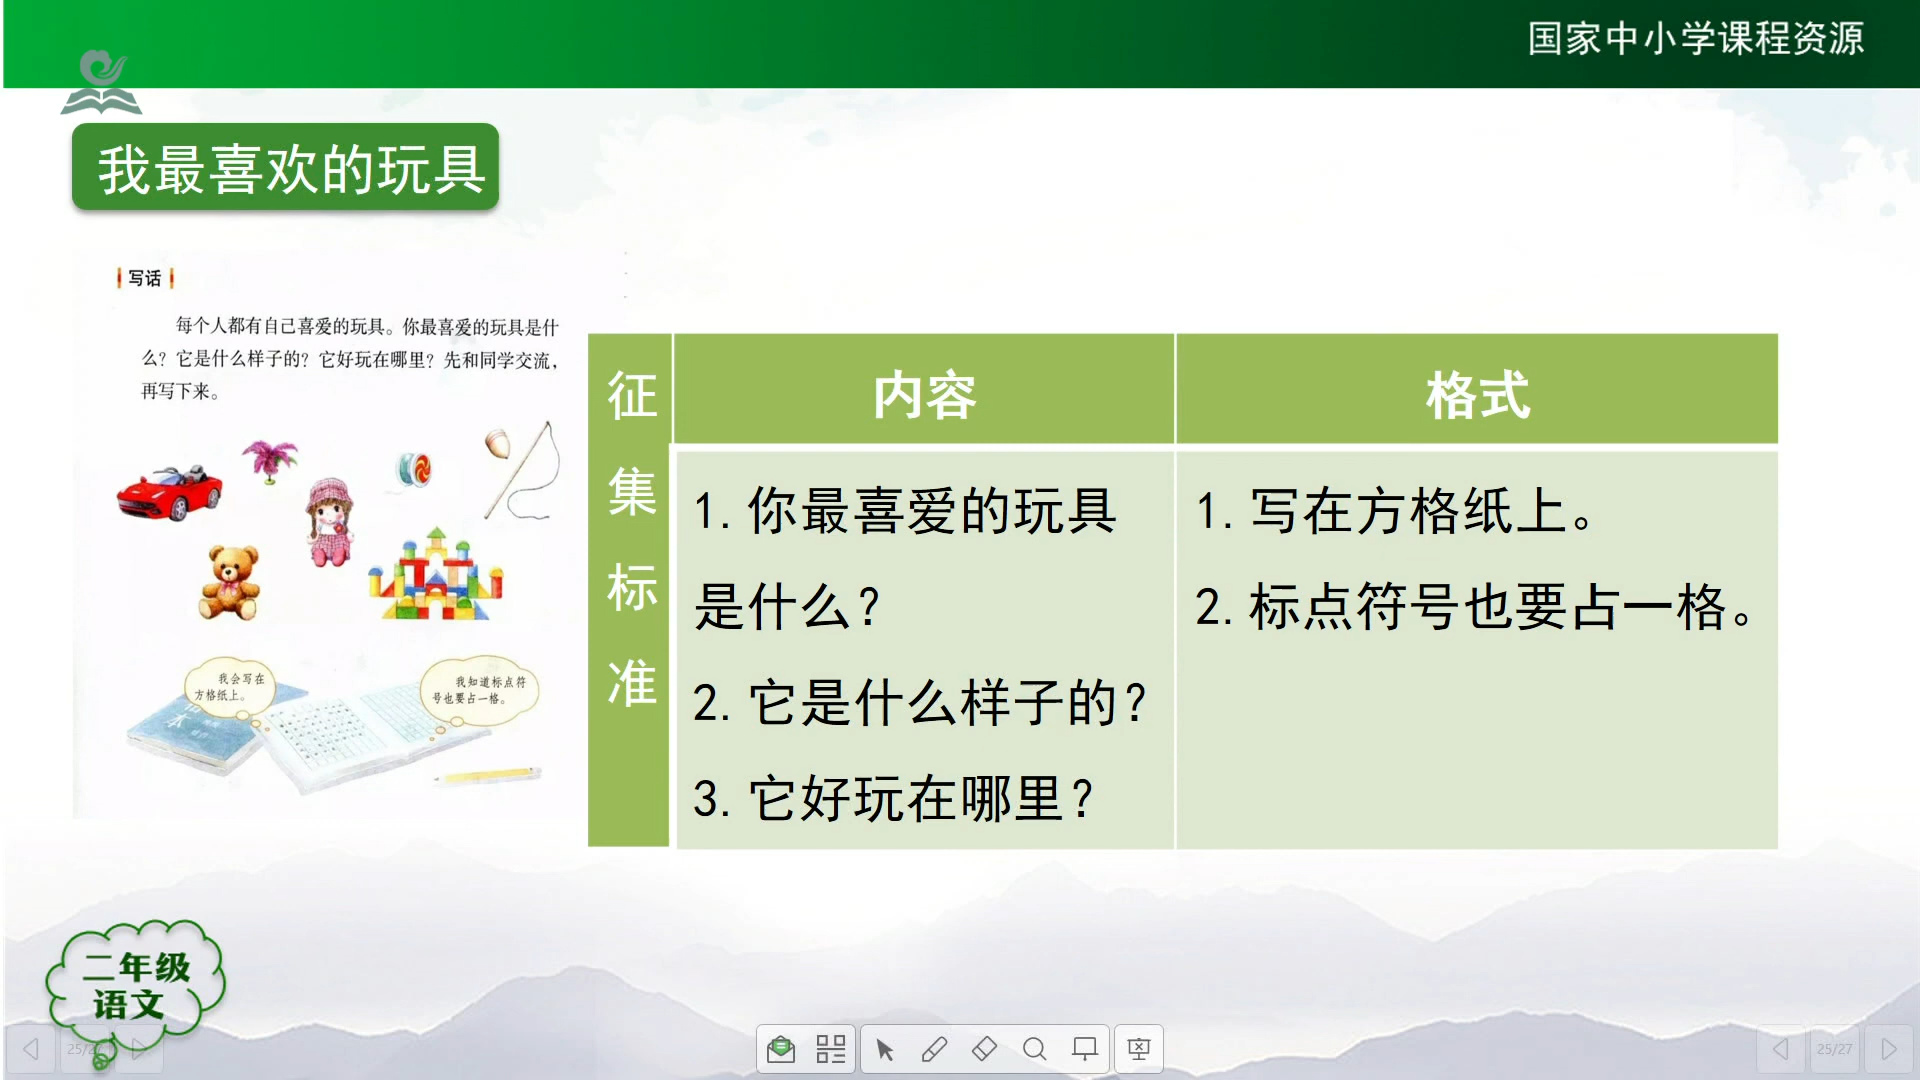 国家中小学课程资源
我最喜欢的玩具
写话
每个人都有自己喜爱的玩具。你最喜爱的玩具是什
么？它是什么样子的？它好玩在哪里？先和同学交流，
再写下来。
我会写在
方格纸上。
我知道标点符
号也要占一格。
征
集
标
准
内容
格式
1.你最喜爱的玩具
是什么？
2.它是什么样子的？
3.它好玩在哪里？
1.写在方格纸上。
2.标点符号也要占一格。
二年级
语文
25/27
25/27